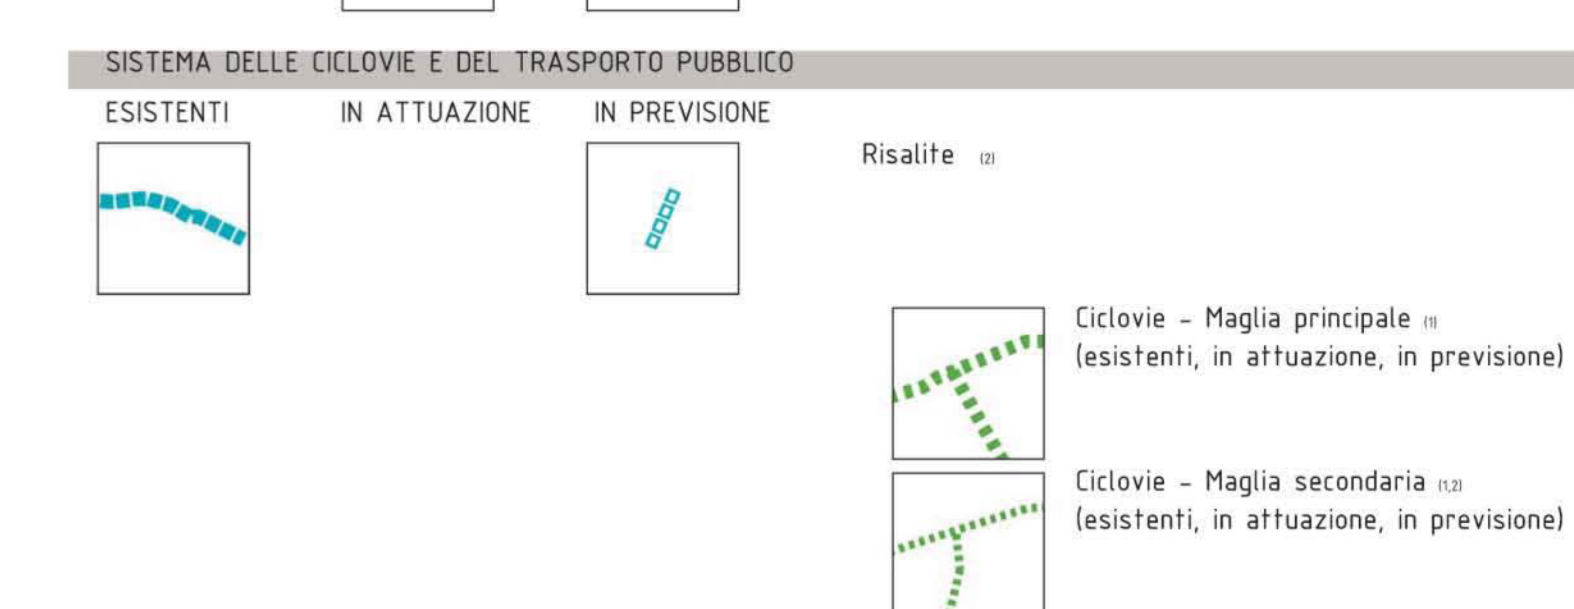 SISTEMA DELLE CICLOVIE E DEL TRASPORTO PUBBLICO
ESISTENTI IN ATTUAZIONE IN PREVISIONE
Risalite (2)
Ciclovie - Maglia principale (1)
(esistenti, in attuazione, in previsione)
Ciclovie - Maglia secondaria (1,2)
(esistenti, in attuazione, in previsione)